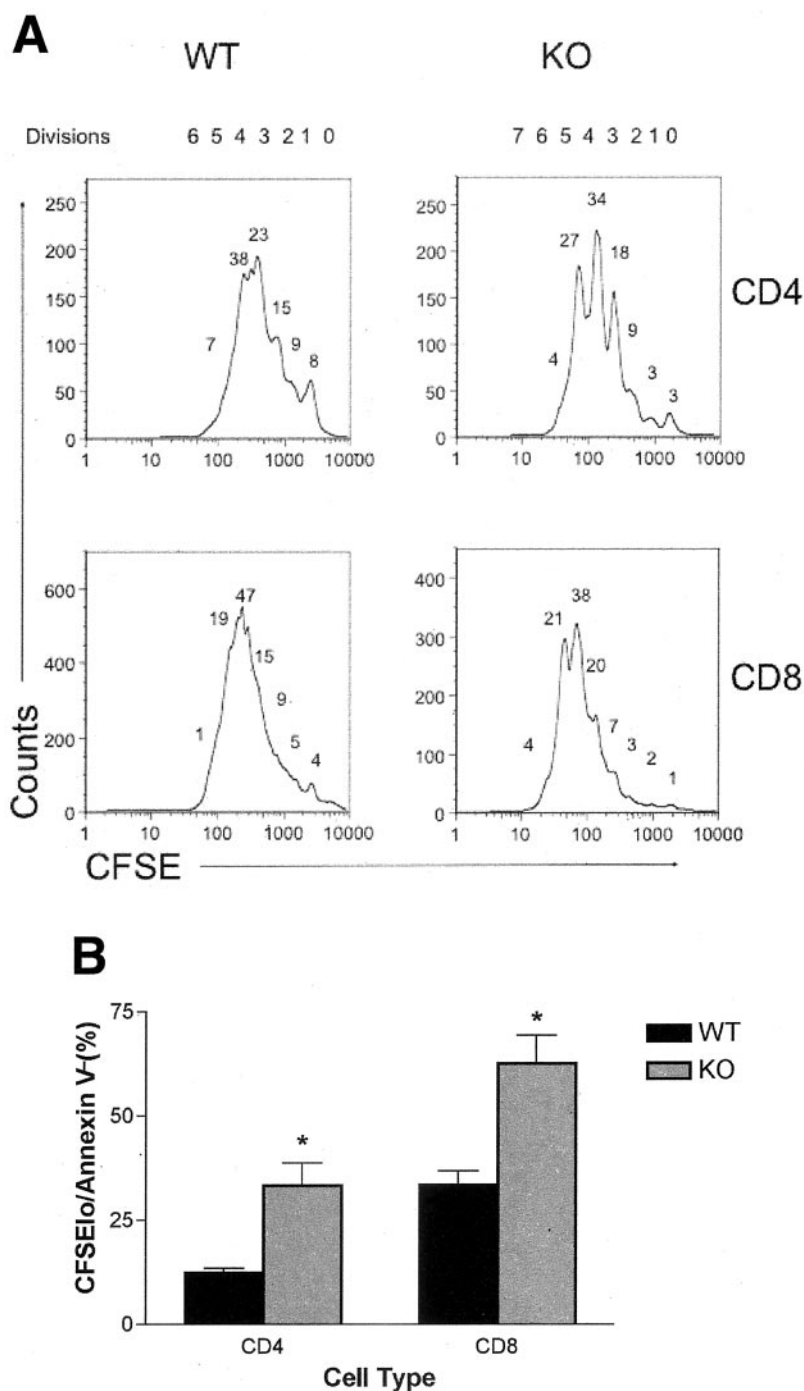 A
WT KO
Divisions 6 5 4 3 2 1 0 7 6 5 4 3 2 1 0
250
200
150
100
50
0
7 38 23 15 9 8
1 10 100 1000 10000
250
200
150
100
50
0
4 27 34 18 9 3 3
1 10 100 1000 10000
CD4
600
400
200
0
1 19 47 15 9 5 4
1 10 100 1000 10000
400
300
200
100
0
4 21 38 20 7 3 2 1
1 10 100 1000 10000
CD8
Counts
CFSE
B
CFSElo/Annexin V-(%)
75
50
25
0
* *
WT
KO
CD4 CD8
Cell Type